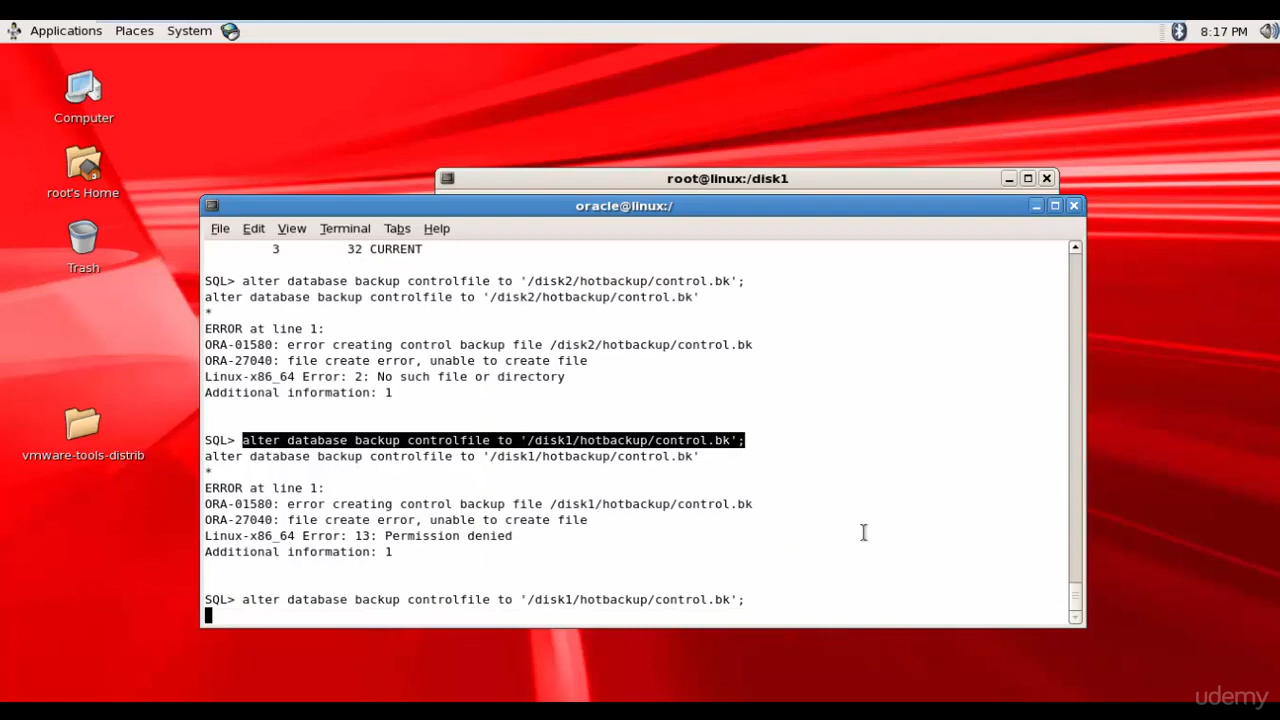 Applications Places System 8:17 PM
Computer
root's Home
Trash
vmware-tools-distrib
root@linux:/disk1
oracle@linux:/
File Edit View Terminal Tabs Help
3 32 CURRENT
SQL> alter database backup controlfile to '/disk2/hotbackup/control.bk';
alter database backup controlfile to '/disk2/hotbackup/control.bk'
*
ERROR at line 1:
ORA-01580: error creating control backup file /disk2/hotbackup/control.bk
ORA-27040: file create error, unable to create file
Linux-x86_64 Error: 2: No such file or directory
Additional information: 1
SQL> alter database backup controlfile to '/disk1/hotbackup/control.bk';
alter database backup controlfile to '/disk1/hotbackup/control.bk'
*
ERROR at line 1:
ORA-01580: error creating control backup file /disk1/hotbackup/control.bk
ORA-27040: file create error, unable to create file
Linux-x86_64 Error: 13: Permission denied
Additional information: 1
SQL> alter database backup controlfile to '/disk1/hotbackup/control.bk';
udemy